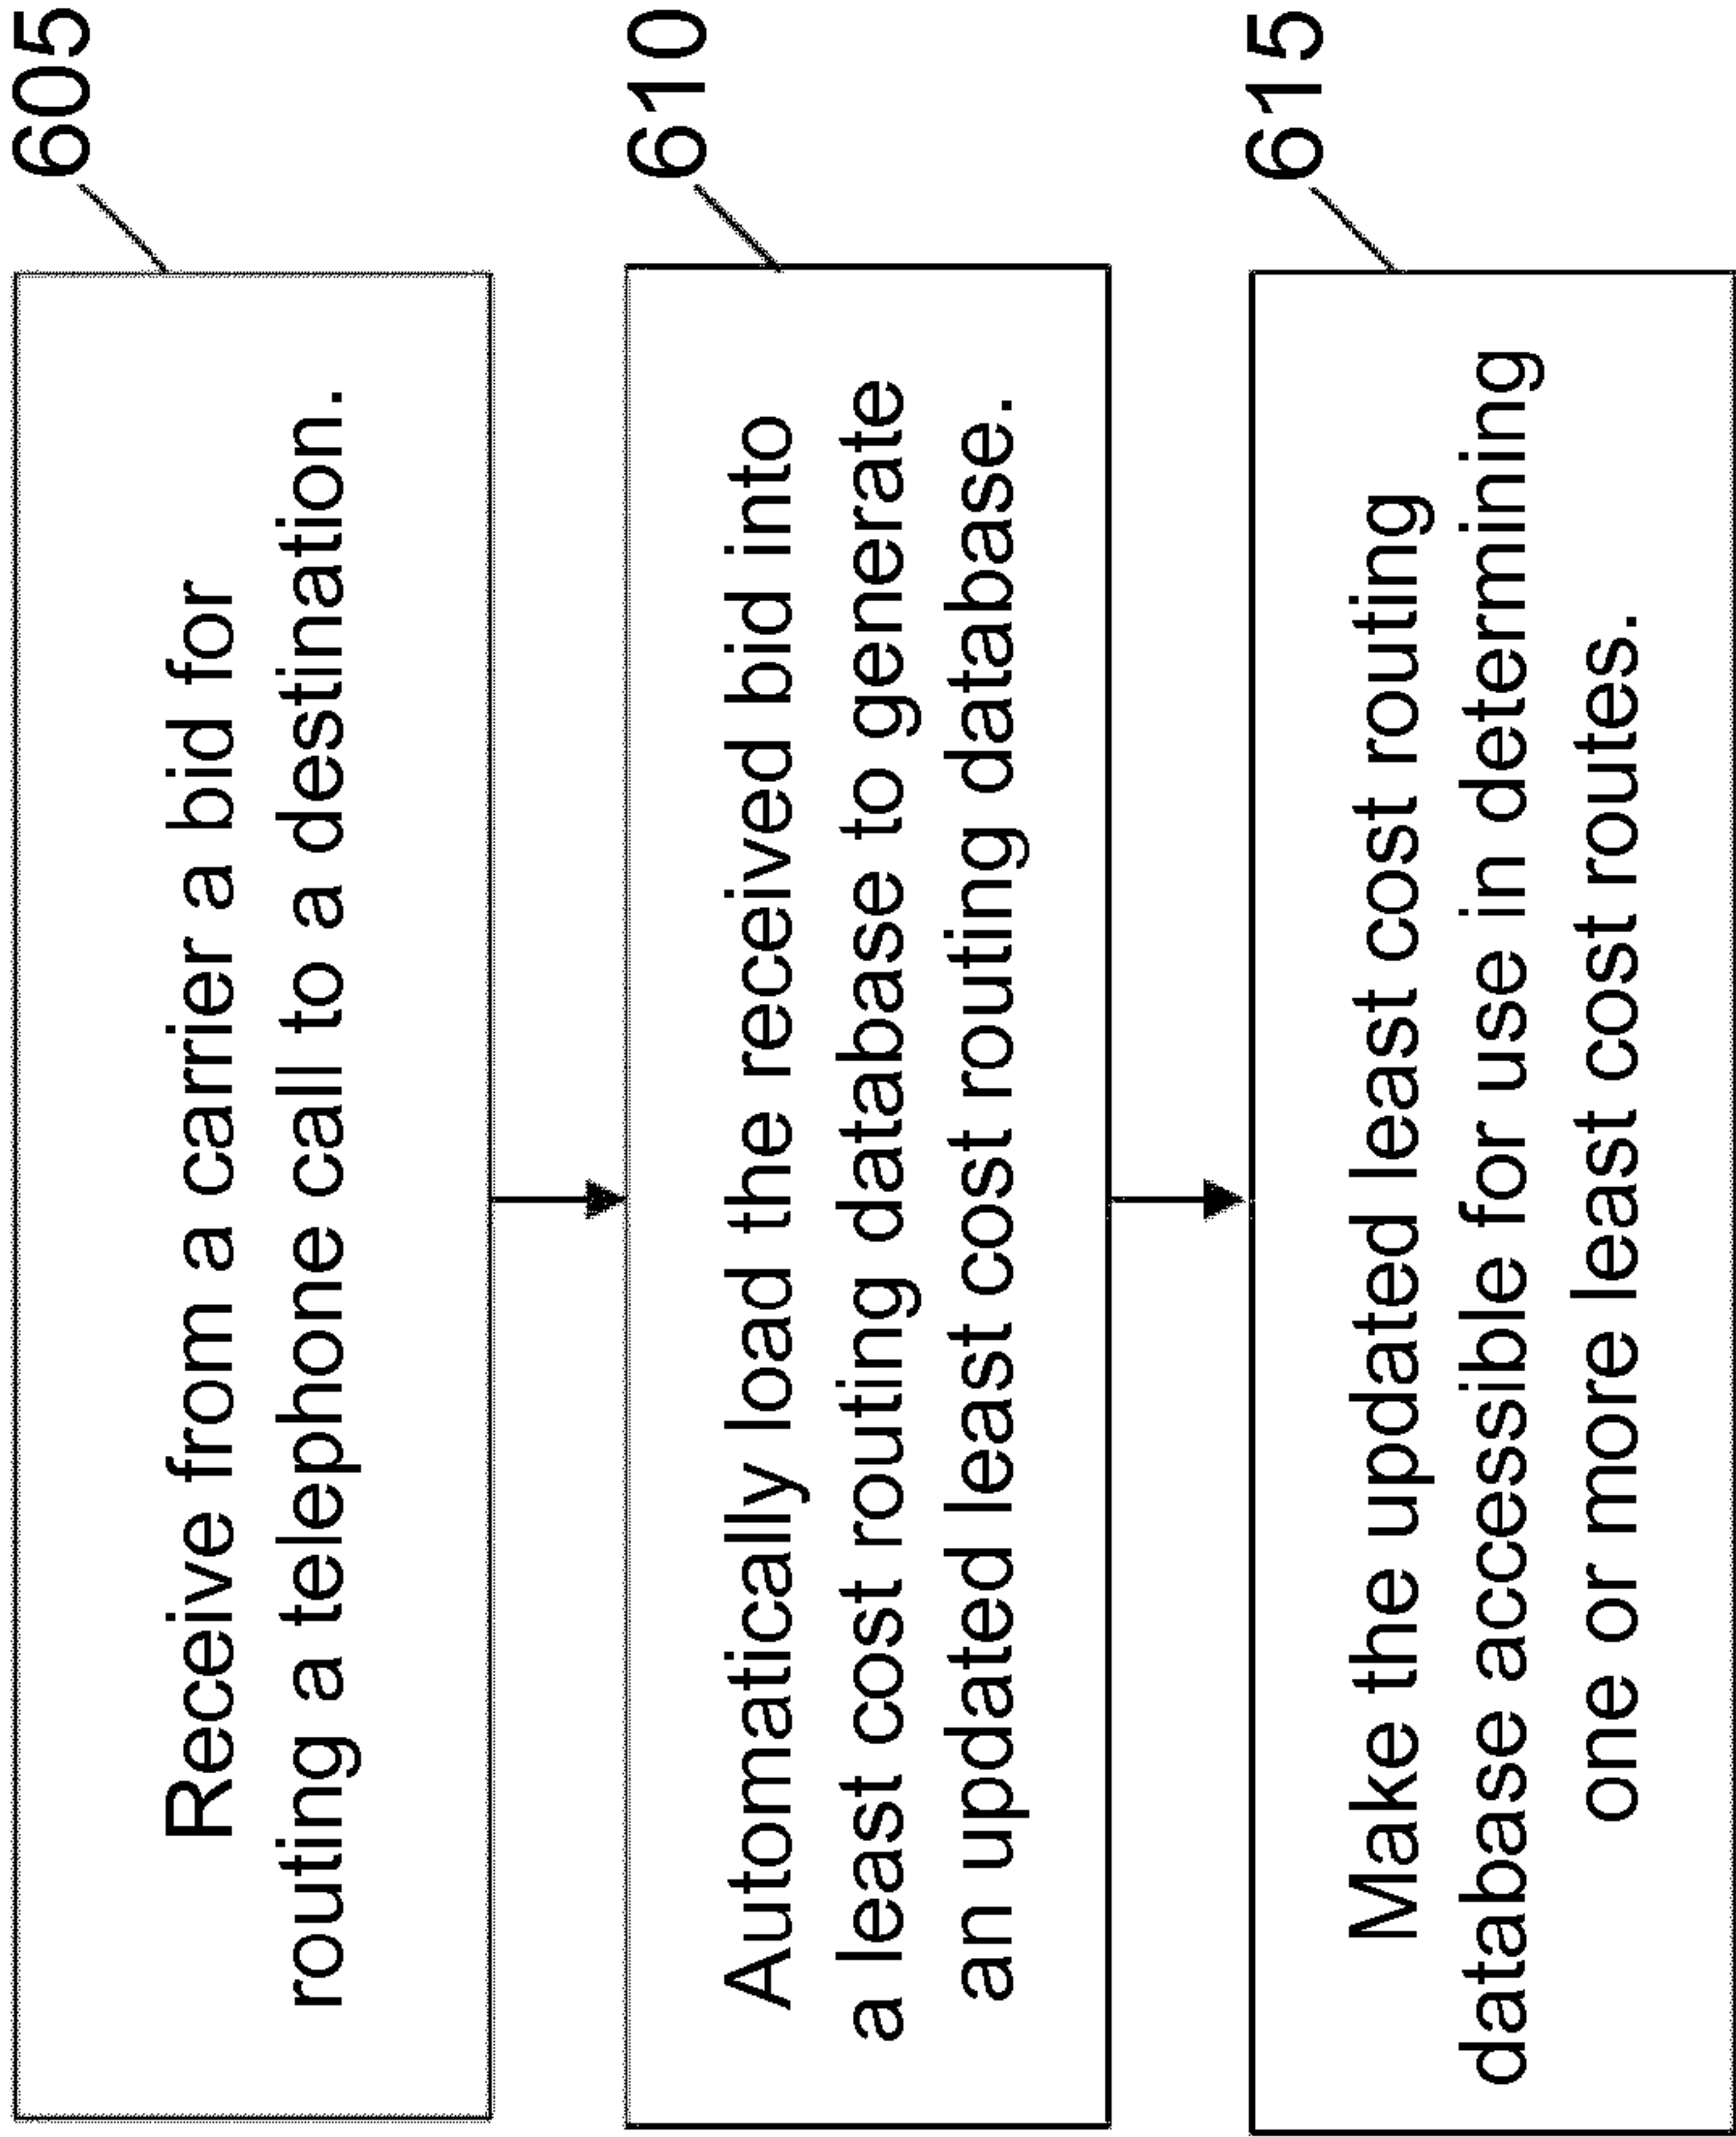 605
Receive from a carrier a bid for
routing a telephone call to a destination.
610
Automatically load the received bid into
a least cost routing database to generate
an updated least cost routing database.
615
Make the updated least cost routing
database accessible for use in determining
one or more least cost routes.